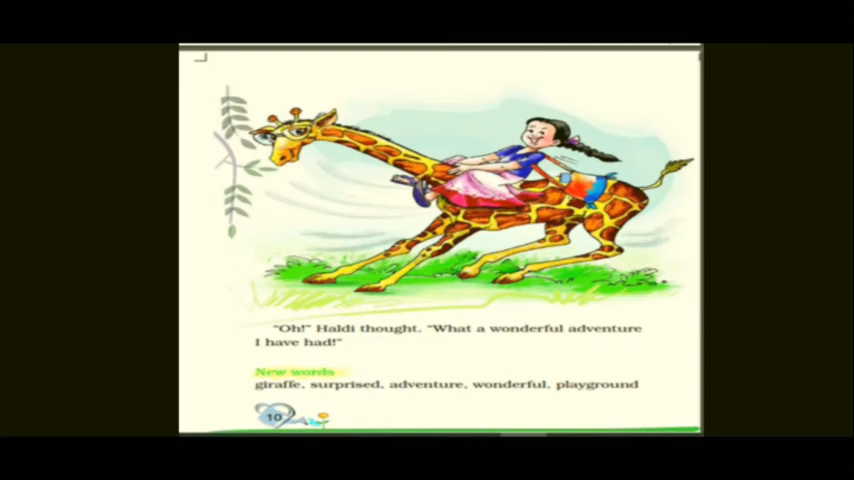 “Oh!” Haldi thought. “What a wonderful adventure
I have had!”
New words
giraffe, surprised, adventure, wonderful, playground
10